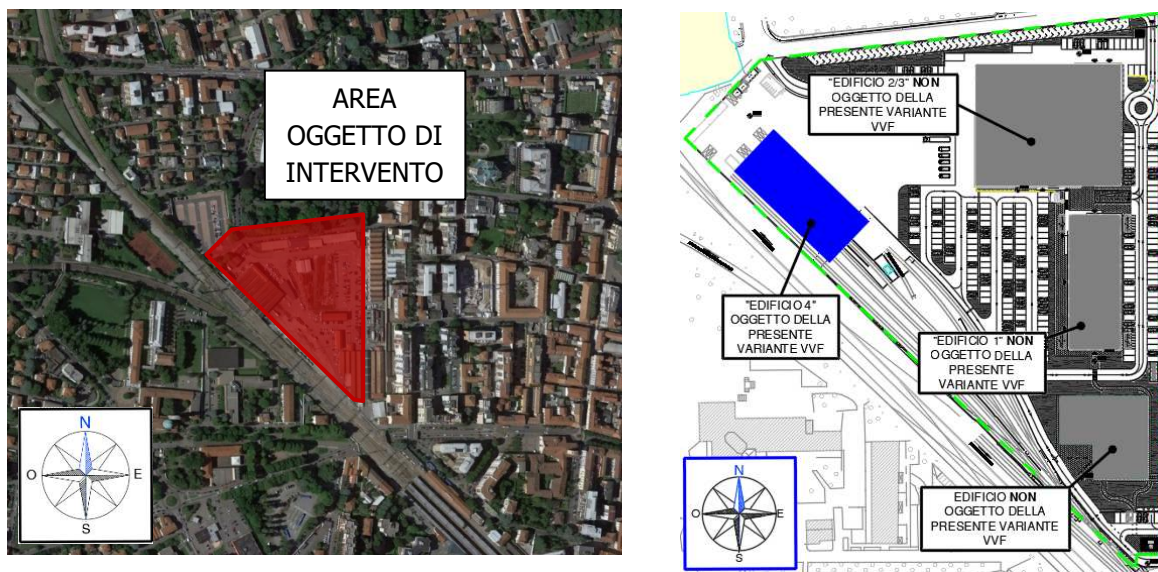 AREA
OGGETTO DI
INTERVENTO
N
O
E
S
"EDIFICIO 2/3" NON
OGGETTO DELLA
PRESENTE VARIANTE
VVF
"EDIFICIO 4"
OGGETTO DELLA
PRESENTE
VARIANTE VVF
"EDIFICIO 1" NON
OGGETTO DELLA
PRESENTE
VARIANTE VVF
EDIFICIO NON
OGGETTO DELLA
PRESENTE VARIANTE
VVF
N
O
E
S